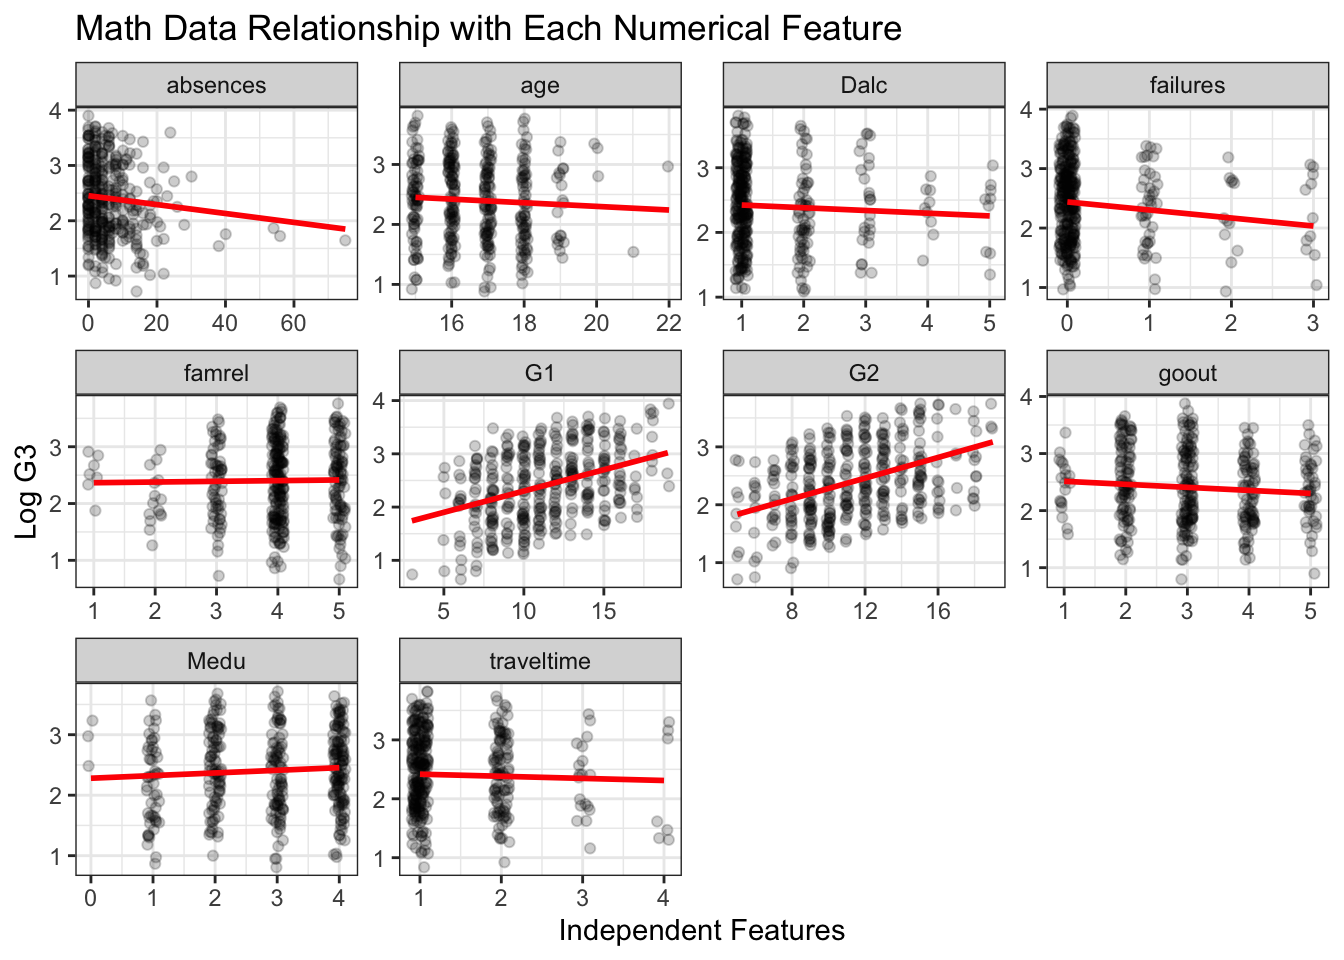 Math Data Relationship with Each Numerical Feature
absences age Dalc failures
4
3
2
1
0 20 40 60
3
2
1
16 18 20 22
3
2
1
1 2 3 4 5
4
3
2
1
0 1 2 3
famrel G1 G2 goout
Log G3
3
2
1
1 2 3 4 5
4
3
2
1
5 10 15
3
2
1
8 12 16
4
3
2
1
1 2 3 4 5
Medu traveltime
3
2
1
0 1 2 3 4
3
2
1
1 2 3 4
Independent Features